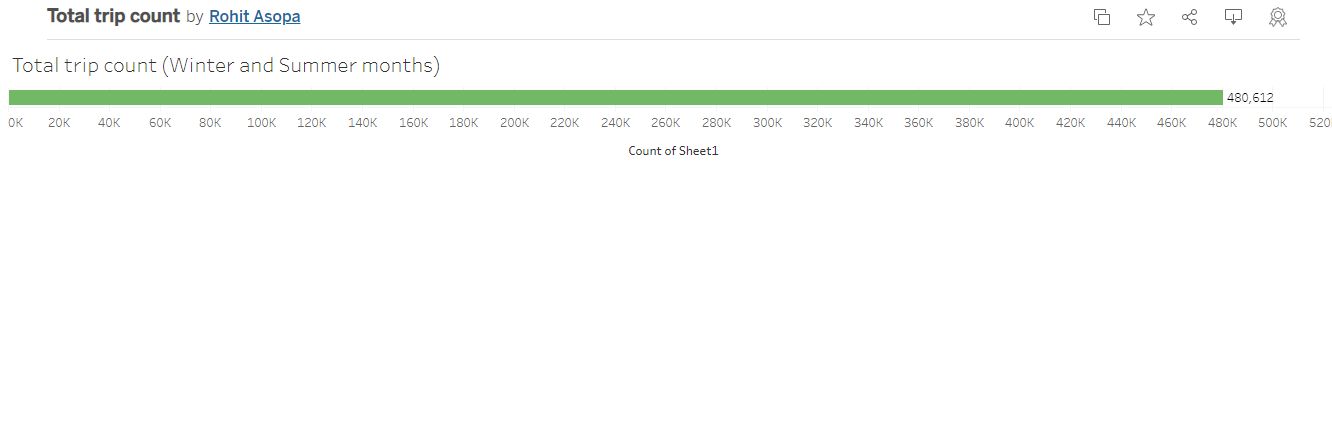 Total trip count by Rohit Asopa
Total trip count (Winter and Summer months)
480,612
0K 20K 40K 60K 80K 100K 120K 140K 160K 180K 200K 220K 240K 260K 280K 300K 320K 340K 360K 380K 400K 420K 440K 460K 480K 500K 520
Count of Sheet1